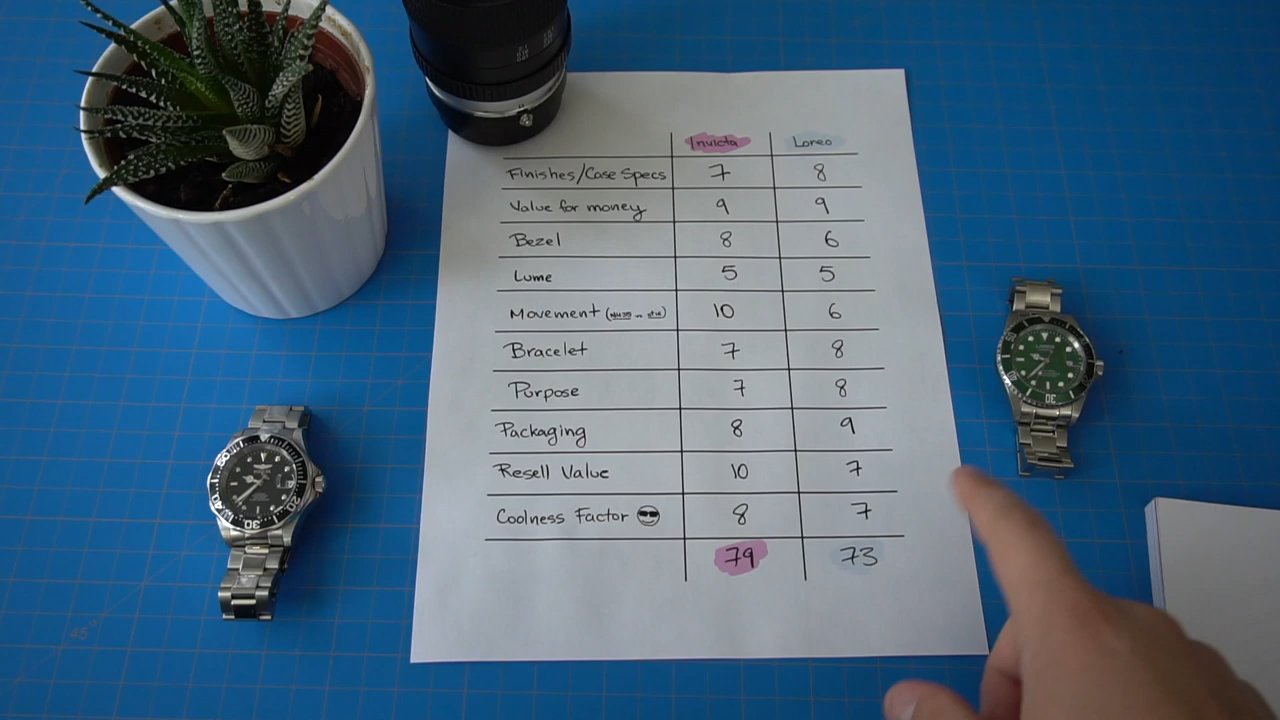 Invicta Loreo
Finishes/Case Specs 7 8
Value for money 9 9
Bezel 8 6
Lume 5 5
Movement 10 6
Bracelet 7 8
Purpose 7 8
Packaging 8 9
Resell Value 10 7
Coolness Factor 😎 8 7
79 73
45°